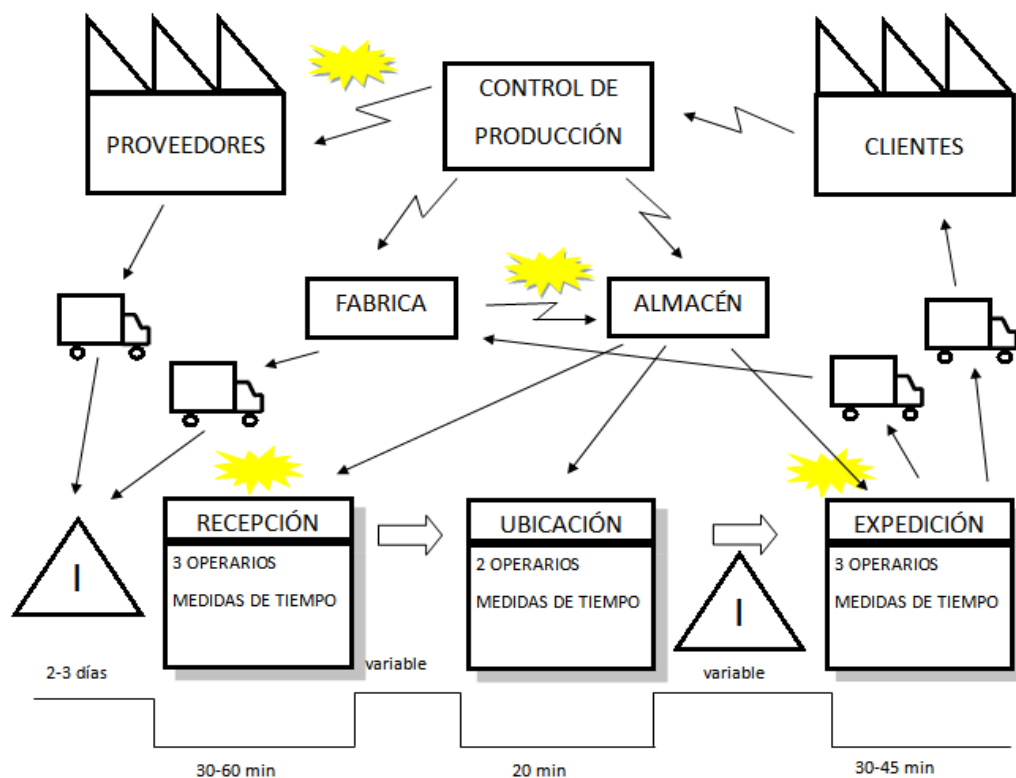 CONTROL DE
PRODUCCIÓN
PROVEEDORES
CLIENTES
FABRICA
ALMACÉN
RECEPCIÓN
3 OPERARIOS
MEDIDAS DE TIEMPO
UBICACIÓN
2 OPERARIOS
MEDIDAS DE TIEMPO
EXPEDICIÓN
3 OPERARIOS
MEDIDAS DE TIEMPO
I
I
2-3 días
variable
variable
30-60 min
20 min
30-45 min